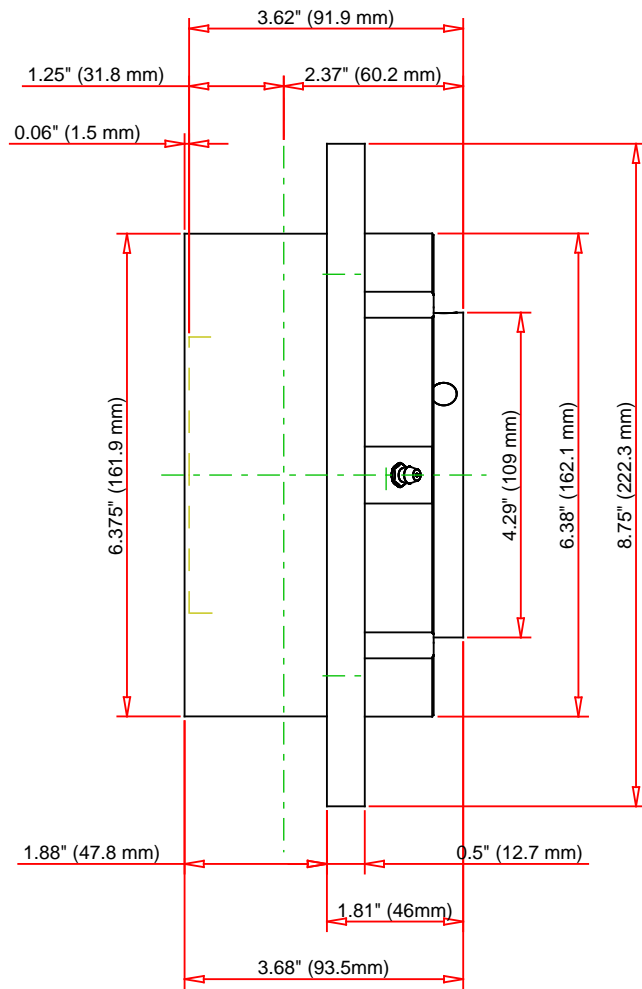 3.62" (91.9 mm)
1.25" (31.8 mm)
2.37" (60.2 mm)
0.06" (1.5 mm)
6.375" (161.9 mm)
4.29" (109 mm)
6.38" (162.1 mm)
8.75" (222.3 mm)
1.88" (47.8 mm)
0.5" (12.7 mm)
1.81" (46mm)
3.68" (93.5mm)